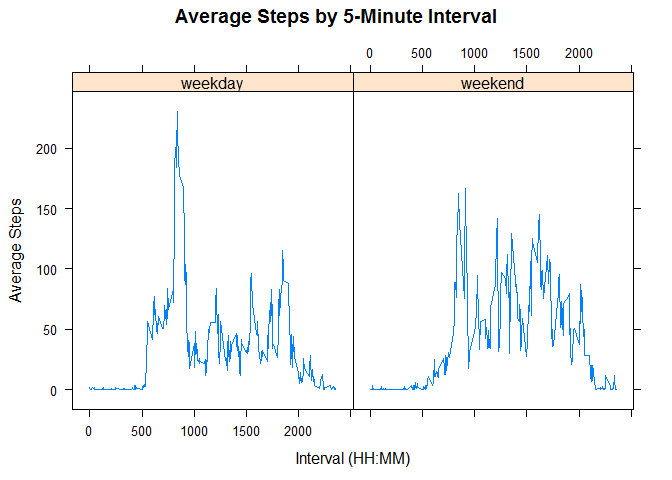 Average Steps by 5-Minute Interval
0 500 1000 1500 2000
weekday weekend
200
150
100
50
0
Average Steps
0 500 1000 1500 2000
Interval (HH:MM)